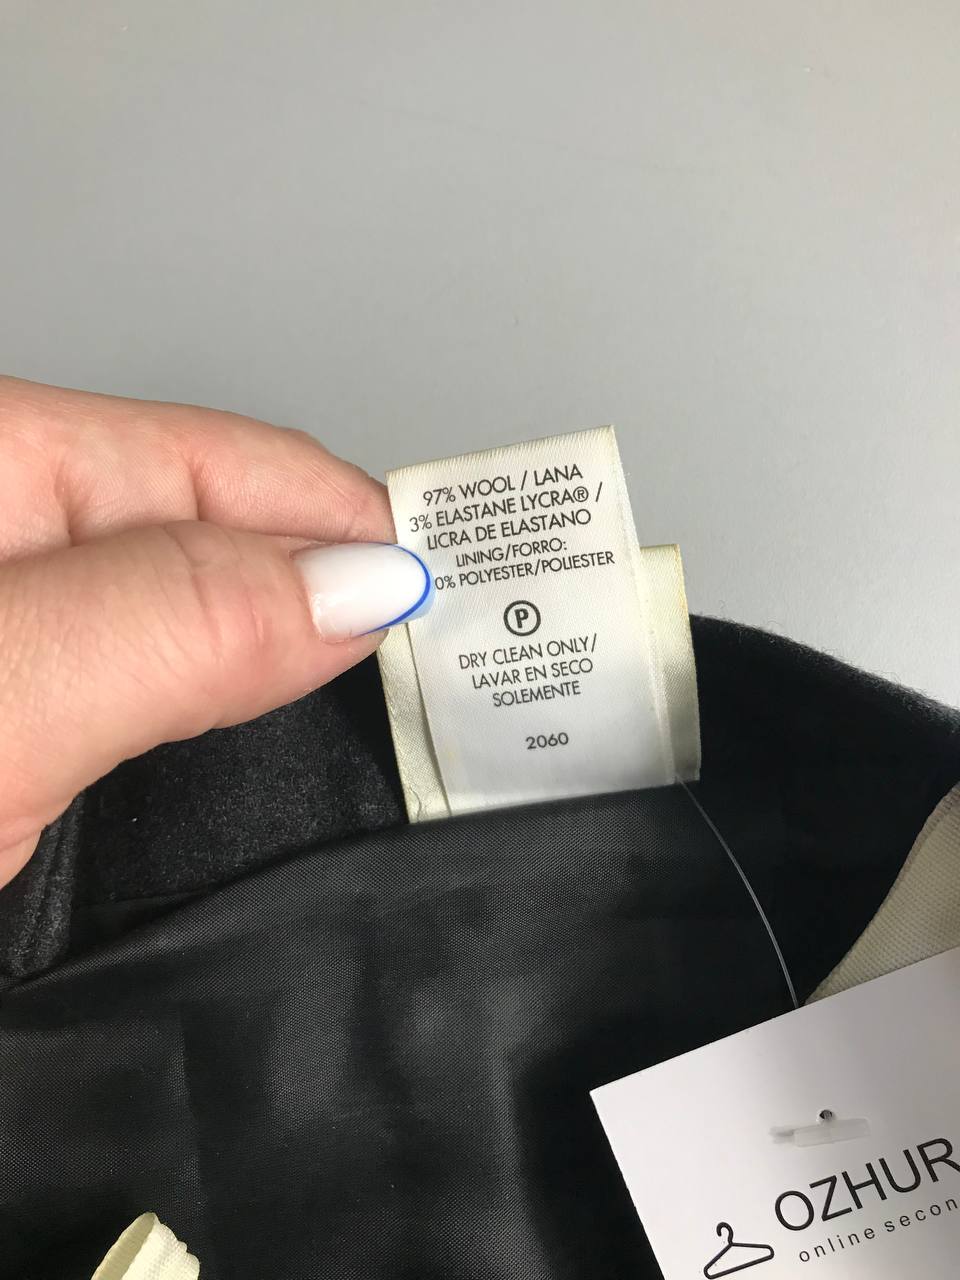 97% WOOL / LANA
3% ELASTANE LYCRA® /
LICRA DE ELASTANO
LINING/FORRO:
0% POLYESTER/POLIESTER
P
DRY CLEAN ONLY/
LAVAR EN SECO
SOLEMENTE
2060
OZHUR
online secon